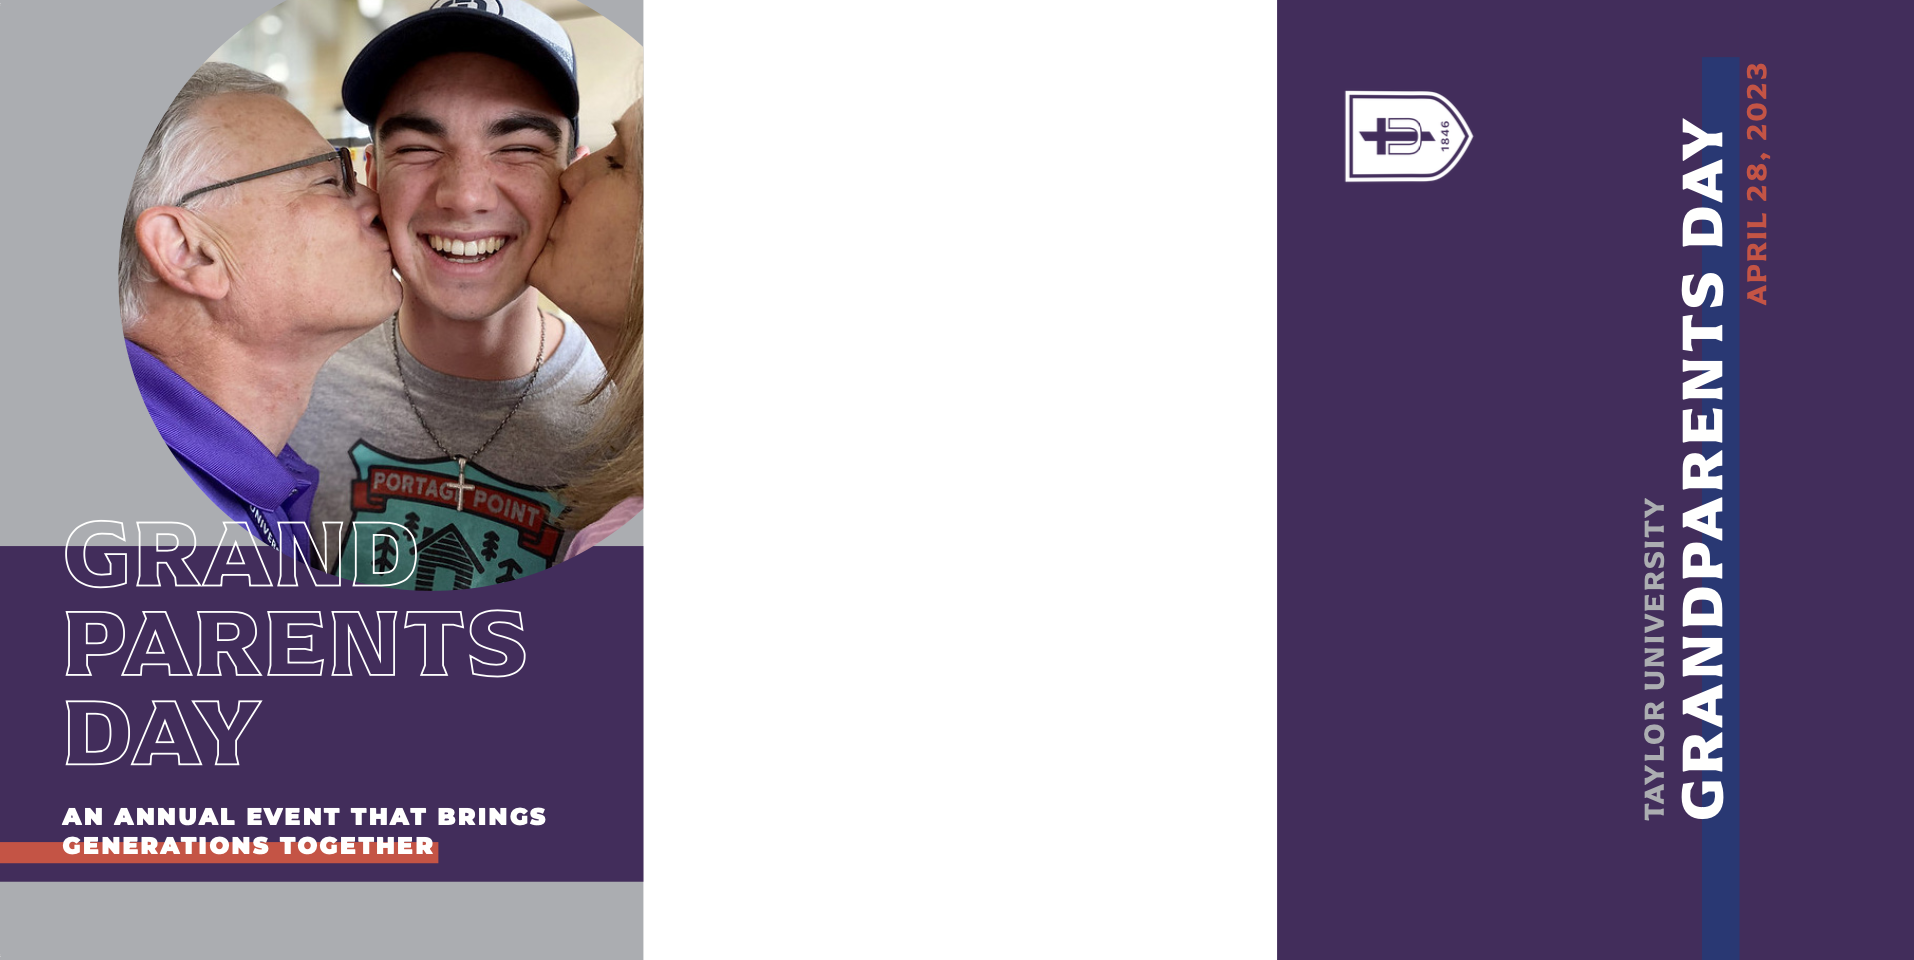 PORTAGE POINT
UNIVER
GRAND
PARENTS
DAY
AN ANNUAL EVENT THAT BRINGS
GENERATIONS TOGETHER
1846
TAYLOR UNIVERSITY
GRANDPARENTS DAY
APRIL 28, 2023